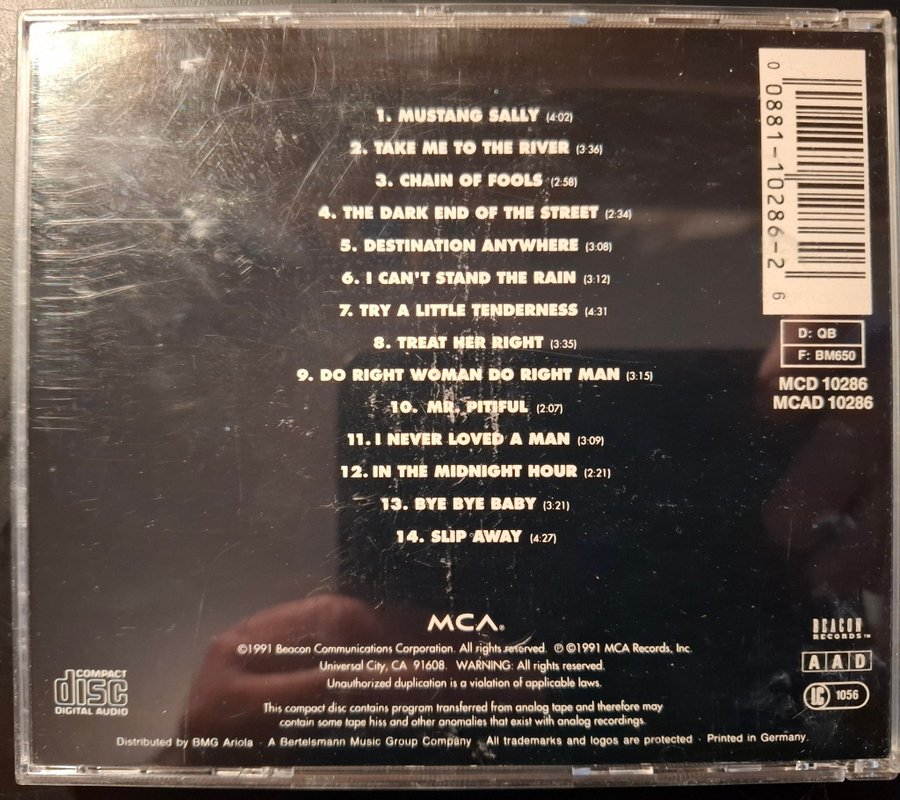 1. MUSTANG SALLY (4:02)
2. TAKE ME TO THE RIVER (3:36)
3. CHAIN OF FOOLS (2:58)
4. THE DARK END OF THE STREET (2:34)
5. DESTINATION ANYWHERE (3:08)
6. I CAN'T STAND THE RAIN (3:12)
7. TRY A LITTLE TENDERNESS (4:31
8. TREAT HER RIGHT (3:35)
9. DO RIGHT WOMAN DO RIGHT MAN (3:15)
10. MR. PITIFUL (2:07)
11. I NEVER LOVED A MAN (3:09)
12. IN THE MIDNIGHT HOUR (2:21)
13. BYE BYE BABY (3:21)
14. SLIP AWAY (4:27)
0 0881-10286-2 6
D: QB
F: BM650
MCD 10286
MCAD 10286
MCA®
©1991 Beacon Communications Corporation. All rights reserved. ℗©1991 MCA Records, Inc.
Universal City, CA 91608. WARNING: All rights reserved.
Unauthorized duplication is a violation of applicable laws.
This compact disc contains program transferred from analog tape and therefore may
contain some tape hiss and other anomalies that exist with analog recordings.
Distributed by BMG Ariola · A Bertelsmann Music Group Company · All trademarks and logos are protected · Printed in Germany.
COMPACT
disc
DIGITAL AUDIO
BEACON
RECORDS™
A A D
LC 1056